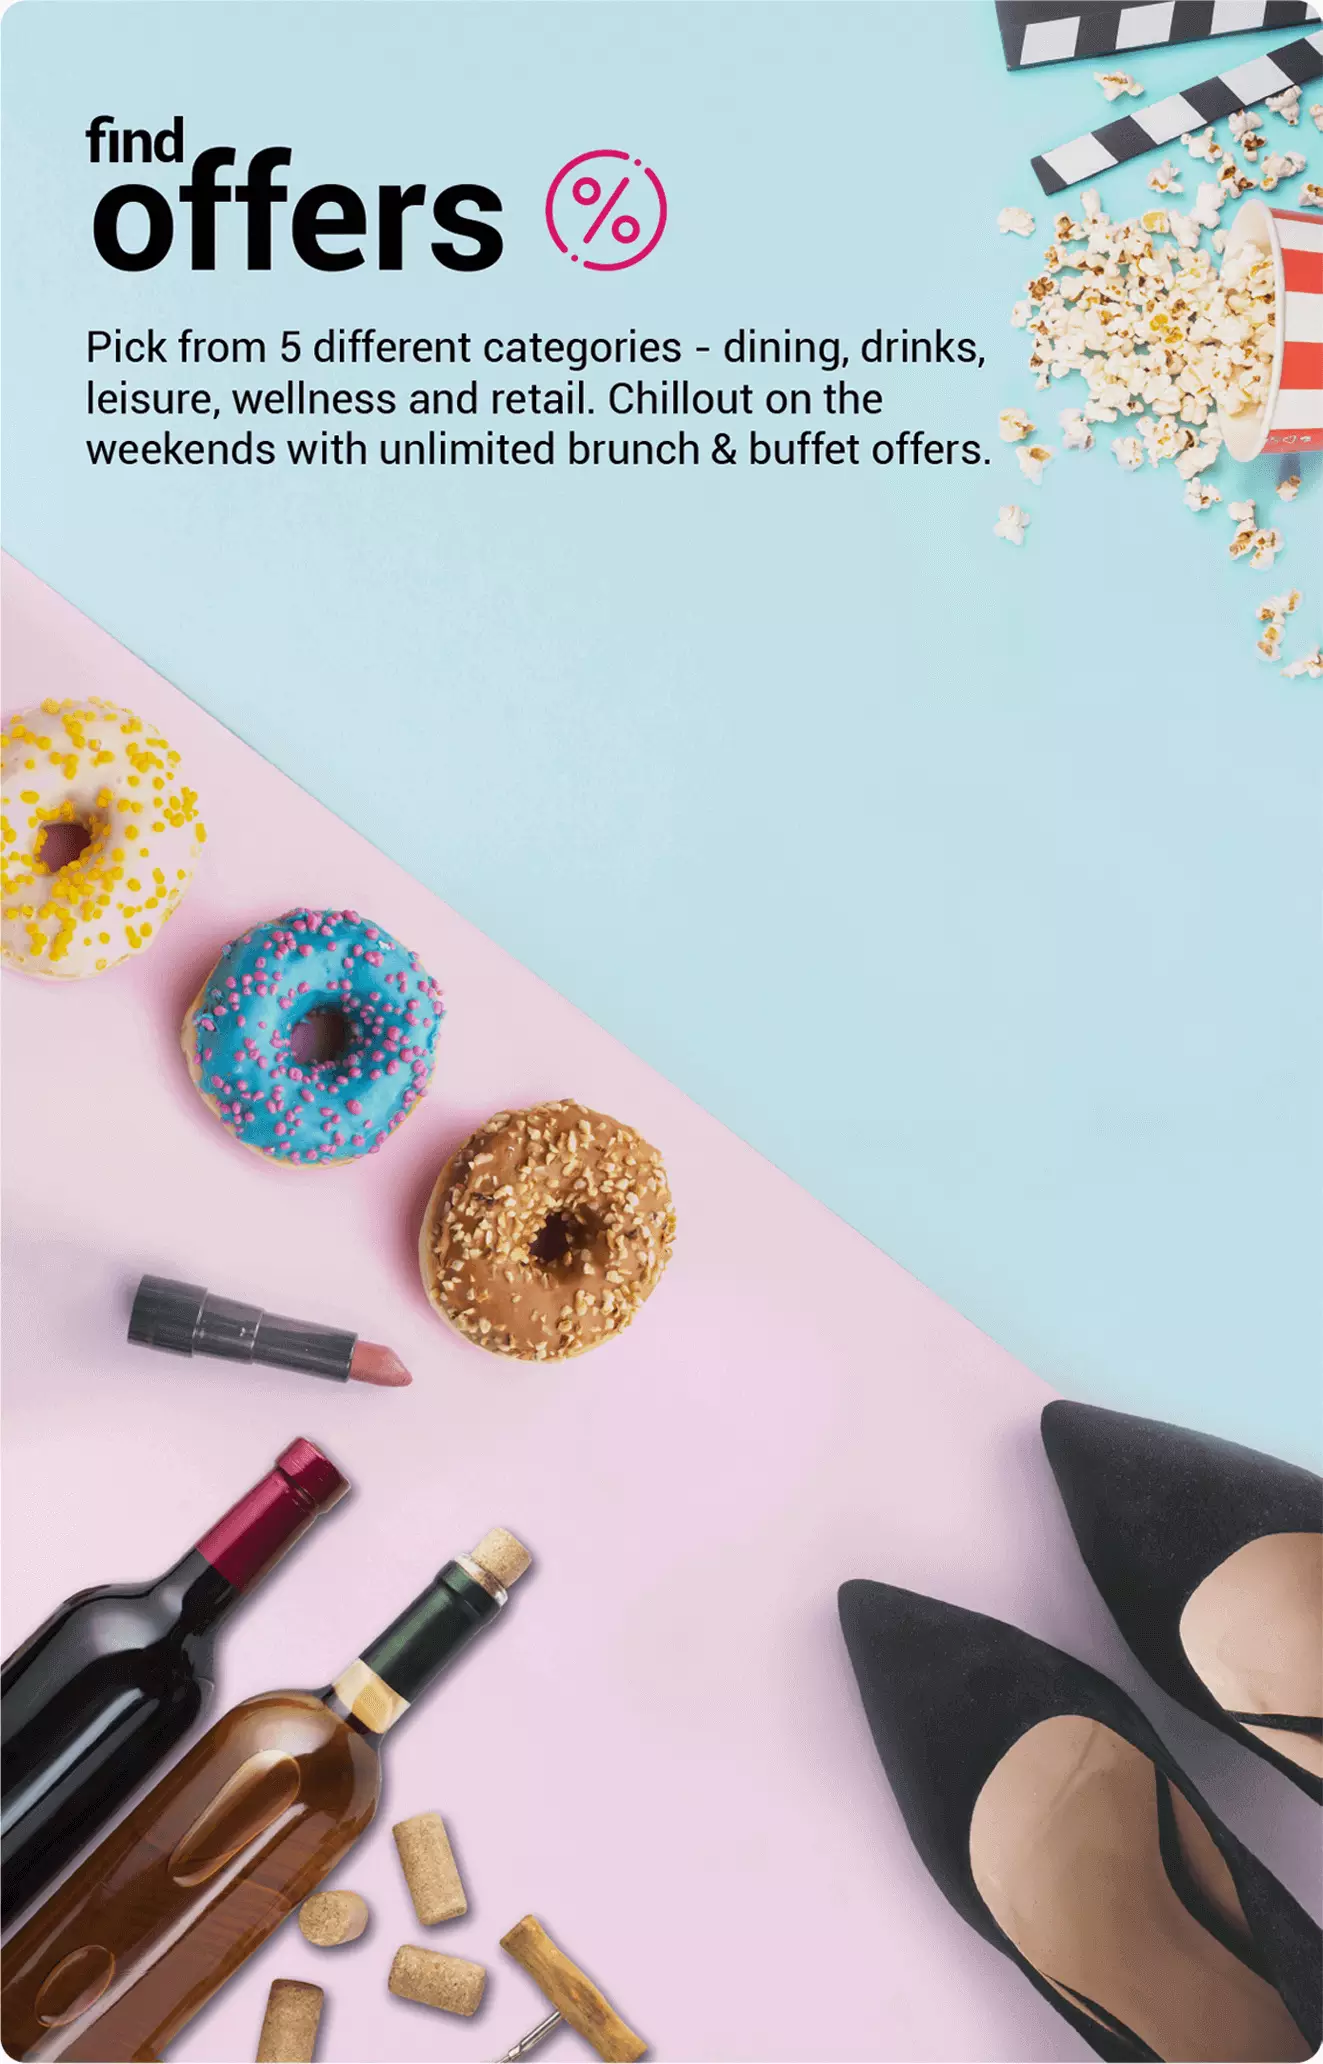 find
offers
Pick from 5 different categories - dining, drinks,
leisure, wellness and retail. Chillout on the
weekends with unlimited brunch & buffet offers.